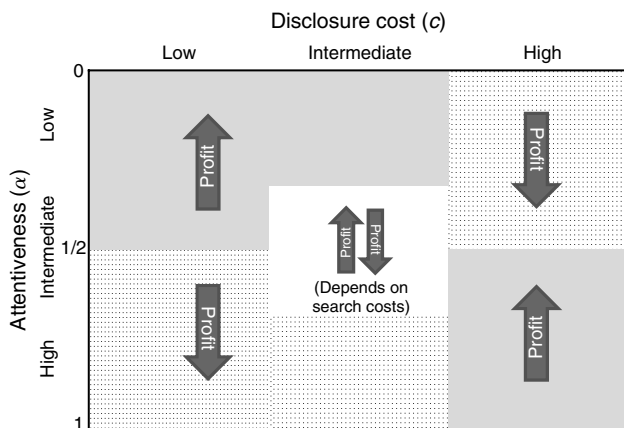 Disclosure cost (c)
Low Intermediate High
0
Attentiveness (α)
Low
Intermediate
High
1/2
1
Profit
Profit
Profit
Profit
(Depends on
search costs)
Profit
Profit